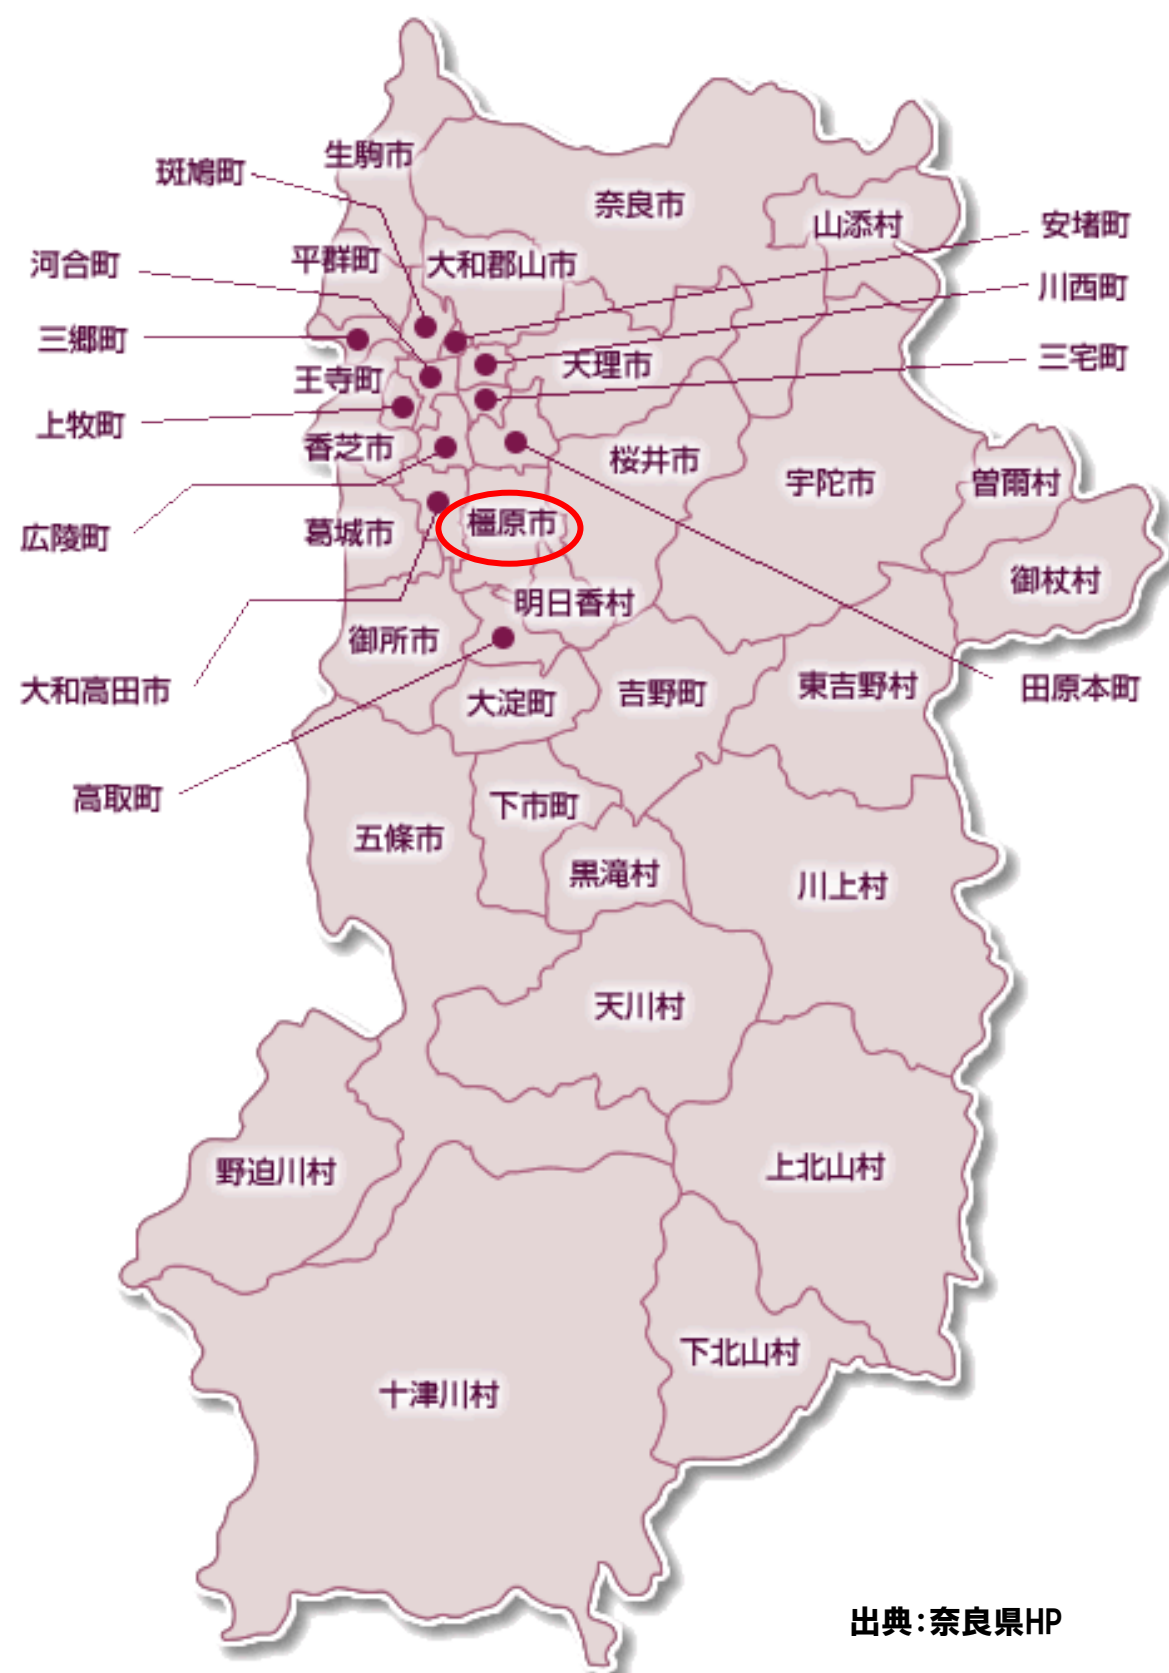 生駒市
斑鳩町
奈良市
山添村
安堵町
河合町
平群町
大和郡山市
川西町
三郷町
天理市
三宅町
王寺町
上牧町
香芝市
桜井市
宇陀市
曽爾村
広陵町
葛城市
橿原市
御杖村
明日香村
御所市
大和高田市
大淀町
吉野町
東吉野村
田原本町
高取町
下市町
五條市
黒滝村
川上村
天川村
野迫川村
上北山村
下北山村
十津川村
出典:奈良県HP